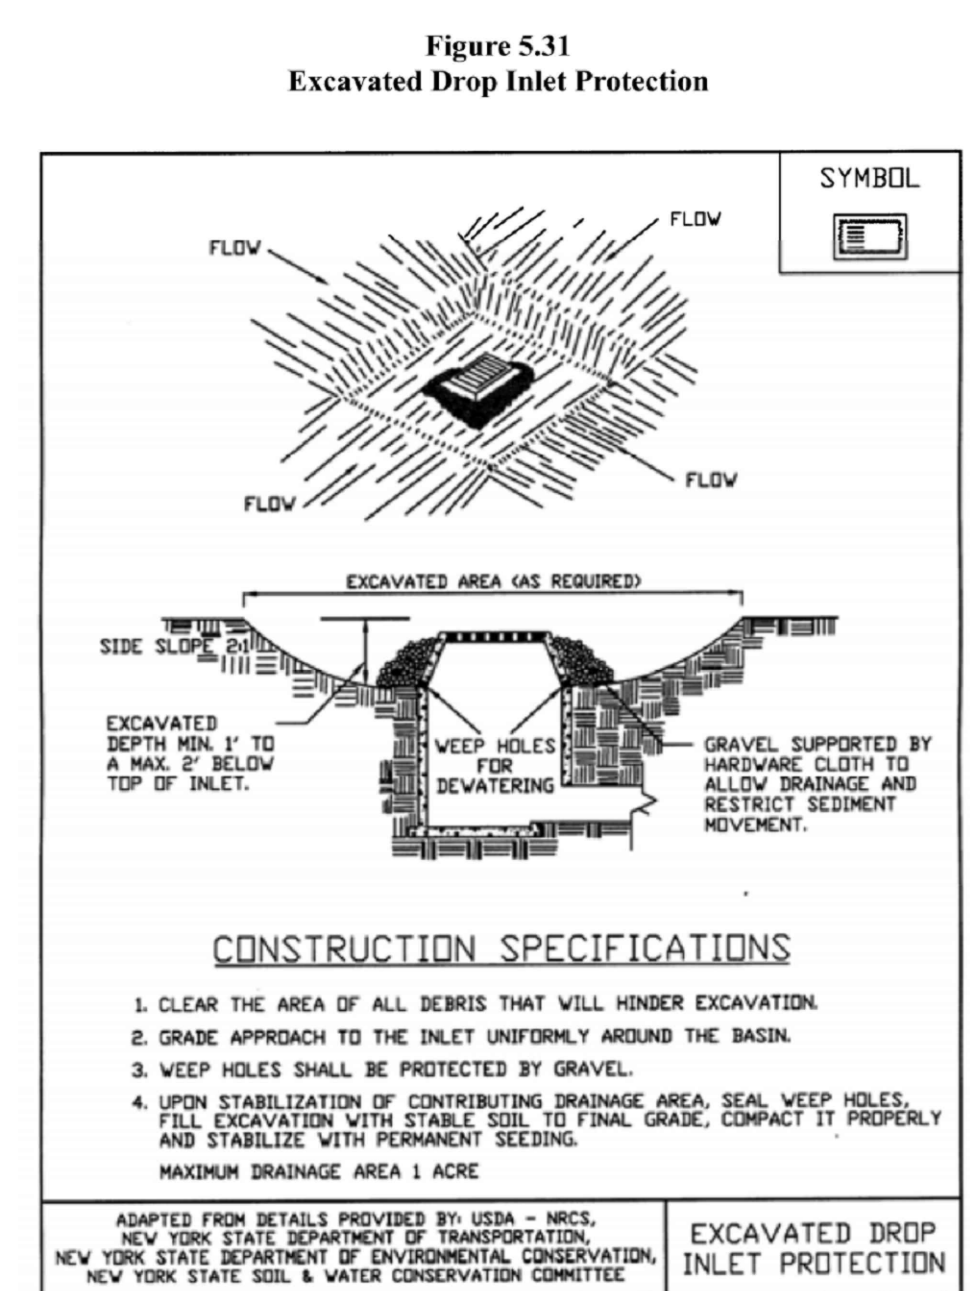 Figure 5.31
Excavated Drop Inlet Protection
SYMBOL
FLOW
FLOW
FLOW
FLOW
EXCAVATED AREA (AS REQUIRED)
SIDE SLOPE 2:1
EXCAVATED
DEPTH MIN. 1' TO
A MAX. 2' BELOW
TOP OF INLET.
WEEP HOLES
FOR
DEWATERING
GRAVEL SUPPORTED BY
HARDWARE CLOTH TO
ALLOW DRAINAGE AND
RESTRICT SEDIMENT
MOVEMENT.
CONSTRUCTION SPECIFICATIONS
1. CLEAR THE AREA OF ALL DEBRIS THAT WILL HINDER EXCAVATION.
2. GRADE APPROACH TO THE INLET UNIFORMLY AROUND THE BASIN.
3. WEEP HOLES SHALL BE PROTECTED BY GRAVEL.
4. UPON STABILIZATION OF CONTRIBUTING DRAINAGE AREA, SEAL WEEP HOLES,
FILL EXCAVATION WITH STABLE SOIL TO FINAL GRADE, COMPACT IT PROPERLY
AND STABILIZE WITH PERMANENT SEEDING.
MAXIMUM DRAINAGE AREA 1 ACRE
ADAPTED FROM DETAILS PROVIDED BY: USDA - NRCS,
NEW YORK STATE DEPARTMENT OF TRANSPORTATION,
NEW YORK STATE DEPARTMENT OF ENVIRONMENTAL CONSERVATION,
NEW YORK STATE SOIL & WATER CONSERVATION COMMITTEE
EXCAVATED DROP
INLET PROTECTION